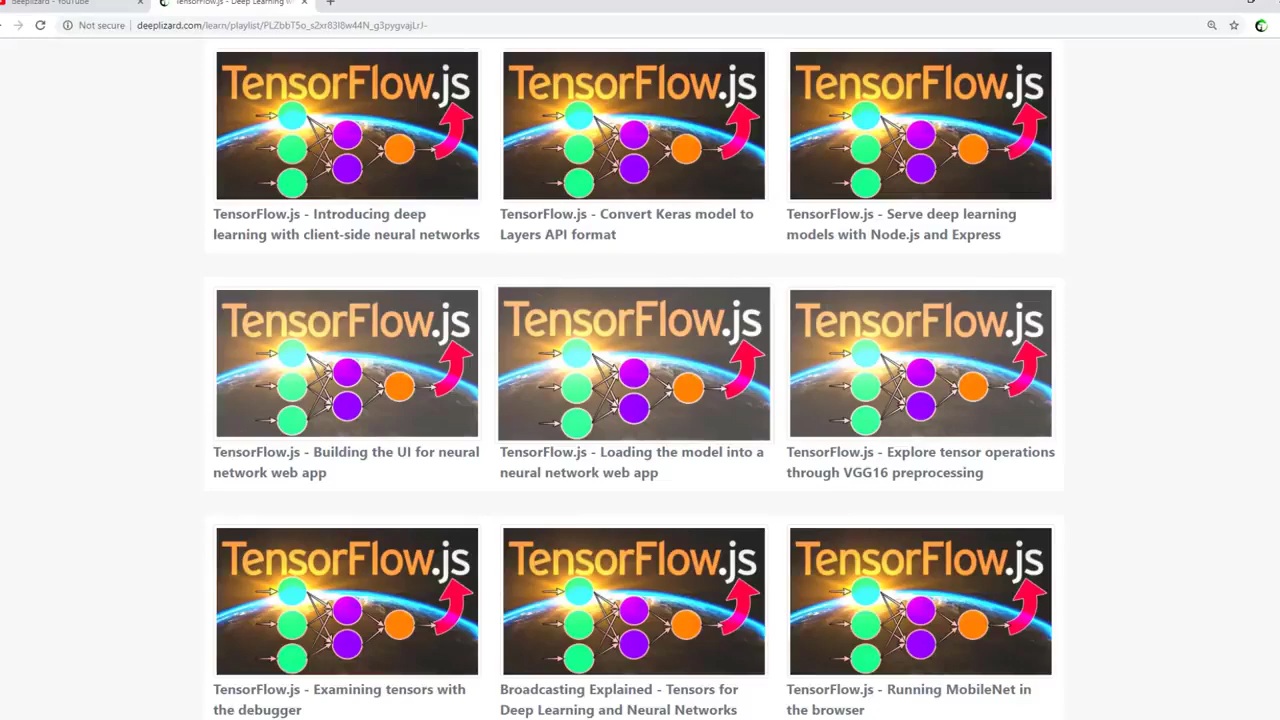 deeplizard - YouTube
TensorFlow.js - Deep Learning w
Not secure
deeplizard.com/learn/playlist/PLZbbT5o_s2xr83l8w44N_g3pygvajLrJ-
TensorFlow.js
TensorFlow.js
TensorFlow.js
TensorFlow.js - Introducing deep
learning with client-side neural networks
TensorFlow.js - Convert Keras model to
Layers API format
TensorFlow.js - Serve deep learning
models with Node.js and Express
TensorFlow.js
TensorFlow.js
TensorFlow.js
TensorFlow.js - Building the UI for neural
network web app
TensorFlow.js - Loading the model into a
neural network web app
TensorFlow.js - Explore tensor operations
through VGG16 preprocessing
TensorFlow.js
TensorFlow.js
TensorFlow.js
TensorFlow.js - Examining tensors with
the debugger
Broadcasting Explained - Tensors for
Deep Learning and Neural Networks
TensorFlow.js - Running MobileNet in
the browser